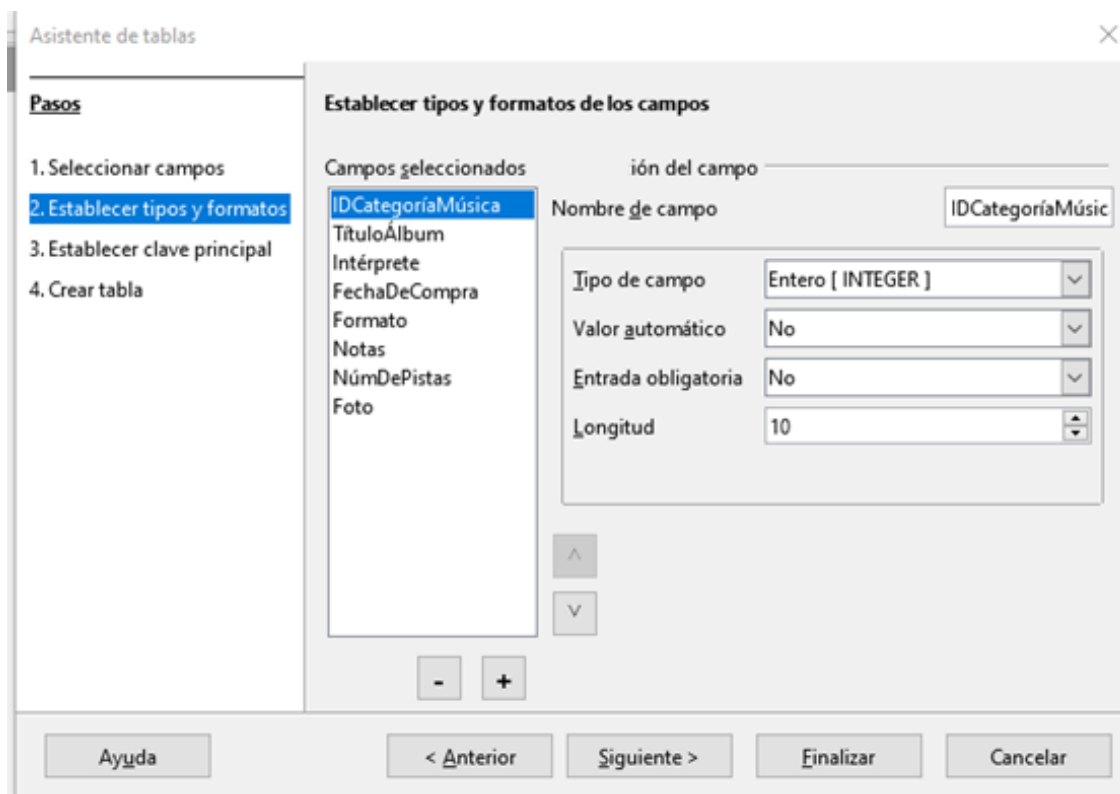 Asistente de tablas
Pasos
1. Seleccionar campos
2. Establecer tipos y formatos
3. Establecer clave principal
4. Crear tabla
Establecer tipos y formatos de los campos
Campos seleccionados
IDCategoríaMúsica
TítuloÁlbum
Intérprete
FechaDeCompra
Formato
Notas
NúmDePistas
Foto
- +
ión del campo
Nombre de campo IDCategoríaMúsic
Tipo de campo Entero [ INTEGER ]
Valor automático No
Entrada obligatoria No
Longitud 10
Ayuda < Anterior Siguiente > Finalizar Cancelar